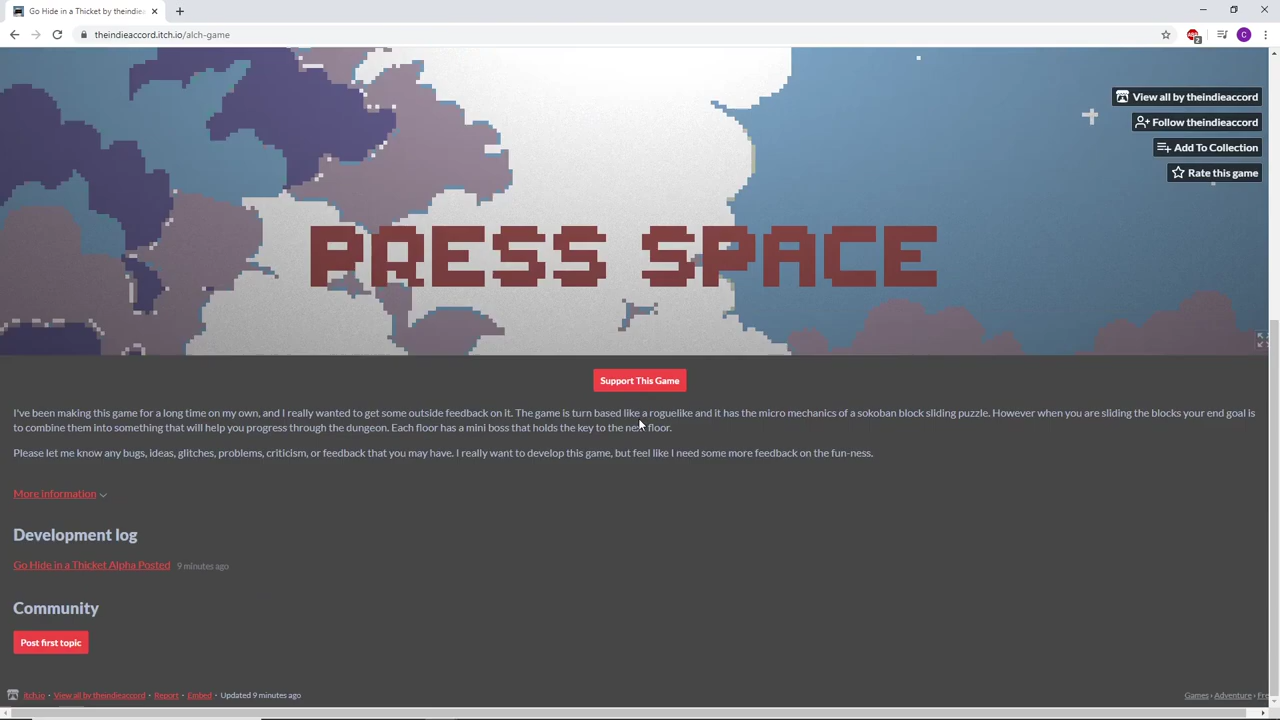 Go Hide in a Thicket by theindie
theindieaccord.itch.io/alch-game
2
C
View all by theindieaccord
Follow theindieaccord
Add To Collection
Rate this game
PRESS SPACE
Support This Game
I've been making this game for a long time on my own, and I really wanted to get some outside feedback on it. The game is turn based like a roguelike and it has the micro mechanics of a sokoban block sliding puzzle. However when you are sliding the blocks your end goal is
to combine them into something that will help you progress through the dungeon. Each floor has a mini boss that holds the key to the next floor.
Please let me know any bugs, ideas, glitches, problems, criticism, or feedback that you may have. I really want to develop this game, but feel like I need some more feedback on the fun-ness.
More information
Development log
Go Hide in a Thicket Alpha Posted 9 minutes ago
Community
Post first topic
itch.io · View all by theindieaccord · Report · Embed · Updated 9 minutes ago
Games › Adventure › Fre